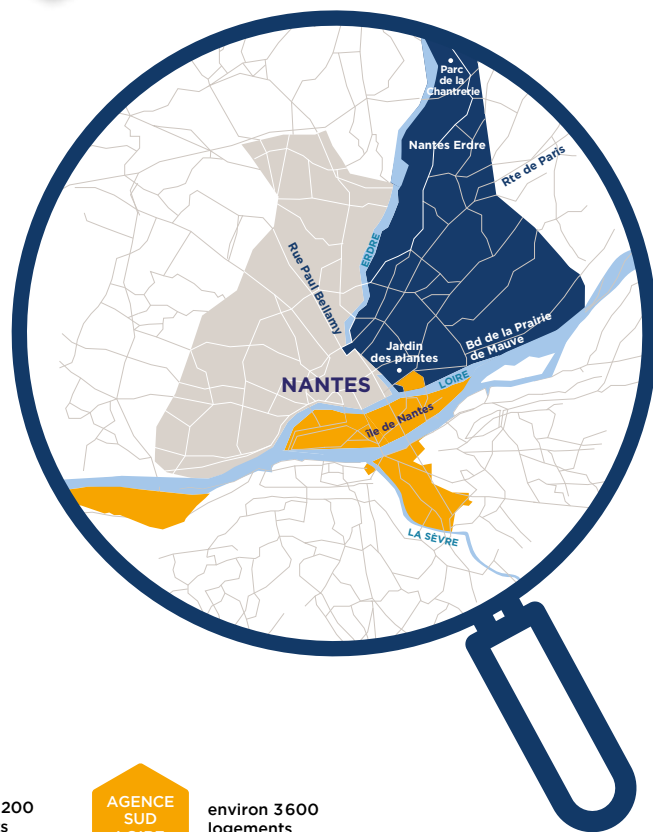 Parc
de la
Chantrerie
Nantes Erdre
Rte de Paris
ERDRE
Rue Paul Bellamy
Jardin
des plantes
Bd de la Prairie
de Mauve
NANTES
LOIRE
Île de Nantes
LA SÈVRE
200
s
AGENCE
SUD
LOIRE
environ 3600
logements